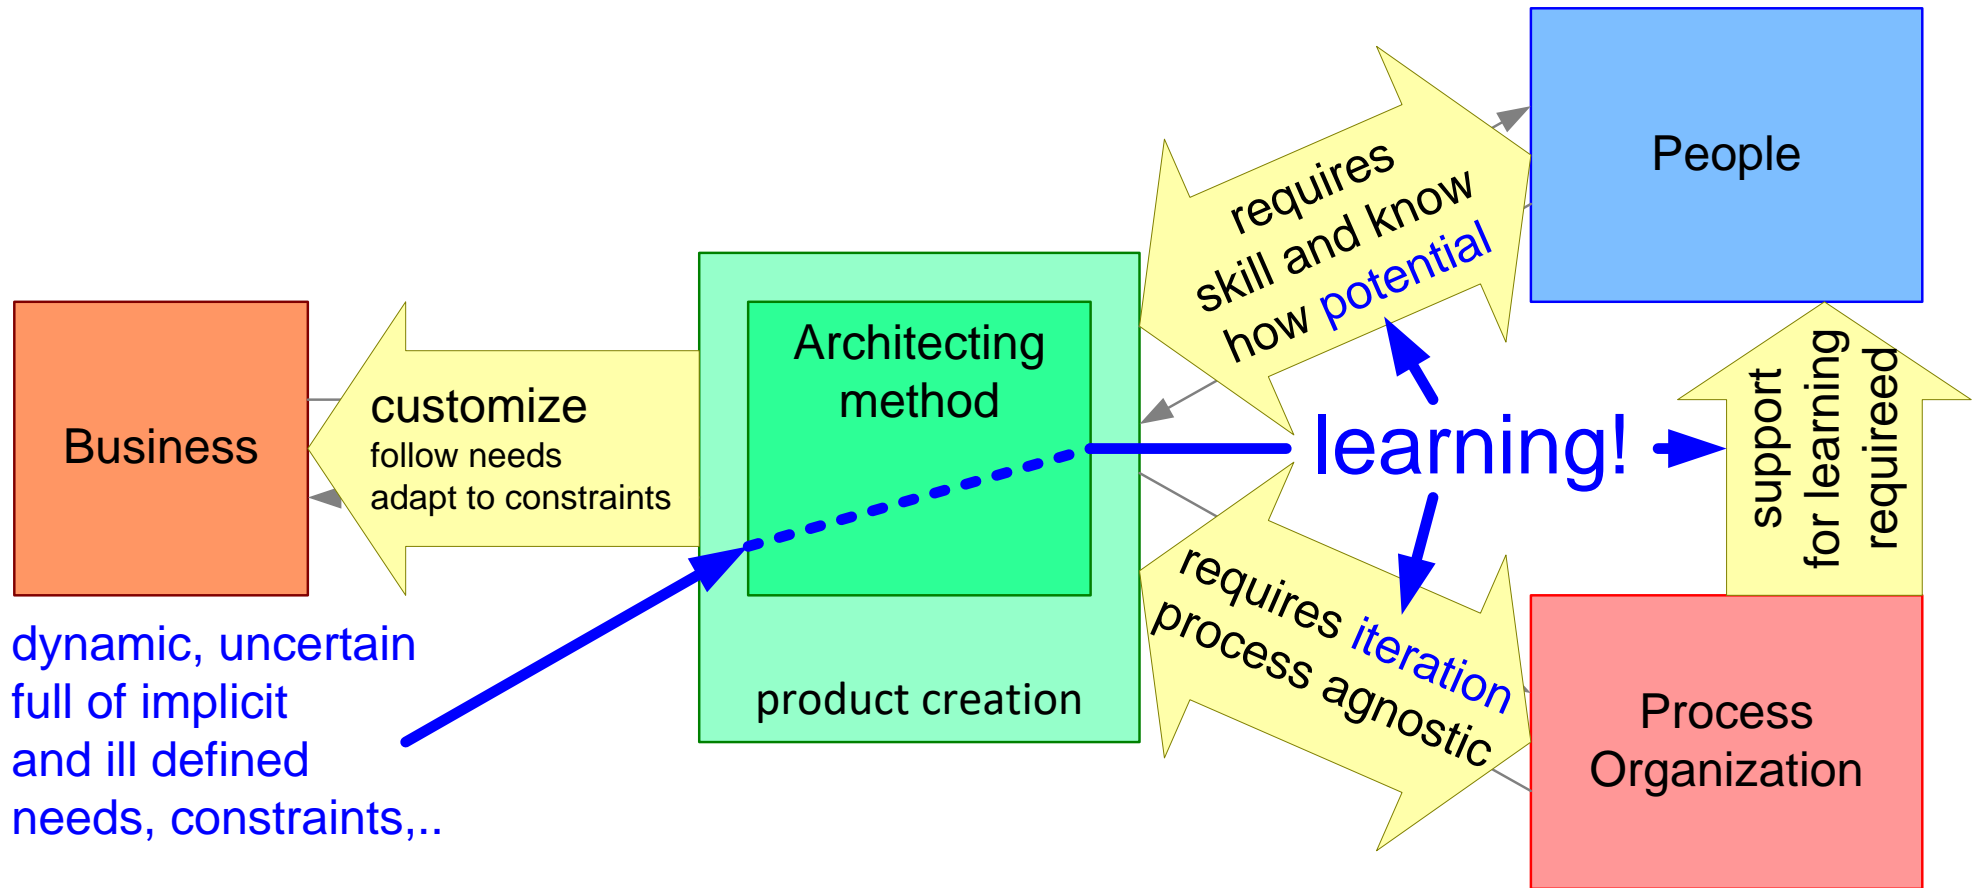 Business
dynamic, uncertain
full of implicit
and ill defined
needs, constraints,..
customize
follow needs
adapt to constraints
Architecting
method
product creation
requires
skill and know
how potential
learning!
requires iteration
process agnostic
People
support
for learning
requireed
Process
Organization